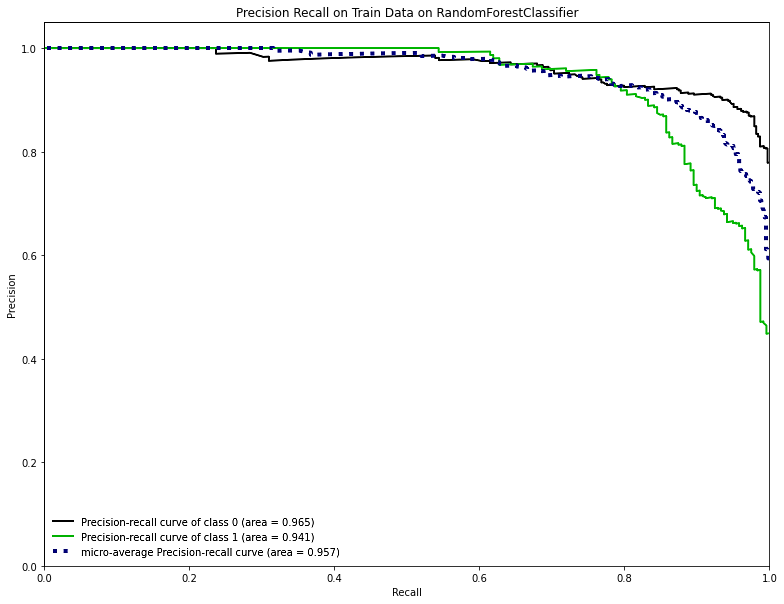 Precision Recall on Train Data on RandomForestClassifier
1.0
0.8
0.6
0.4
0.2
0.0
Precision
Precision-recall curve of class 0 (area = 0.965)
Precision-recall curve of class 1 (area = 0.941)
micro-average Precision-recall curve (area = 0.957)
0.0 0.2 0.4 0.6 0.8 1.0
Recall